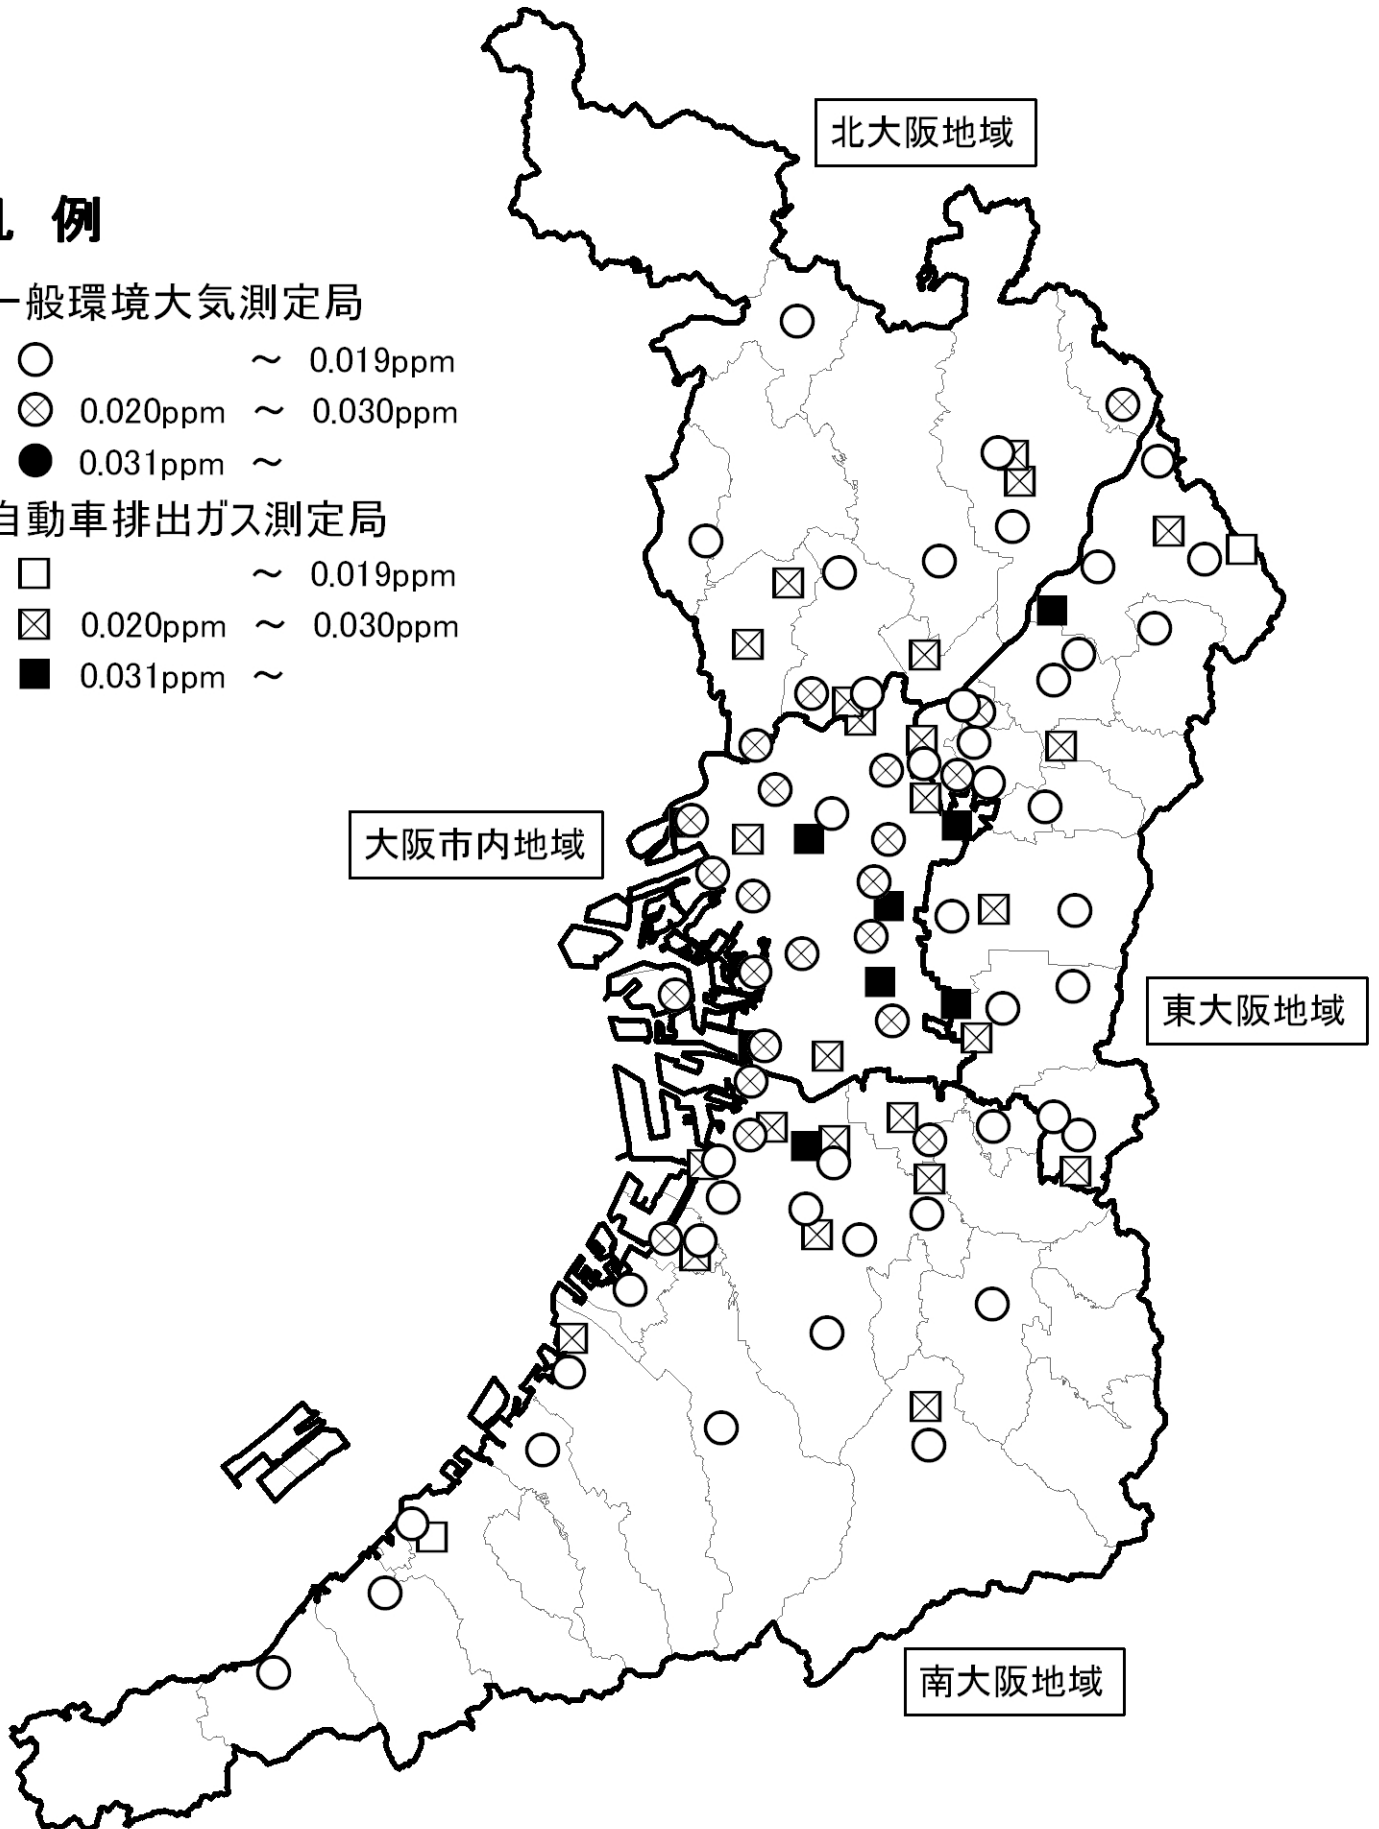 例
一般環境大気測定局
～ 0.019ppm
0.020ppm ～ 0.030ppm
0.031ppm ～
自動車排出ガス測定局
～ 0.019ppm
0.020ppm ～ 0.030ppm
0.031ppm ～
北大阪地域
大阪市内地域
東大阪地域
南大阪地域